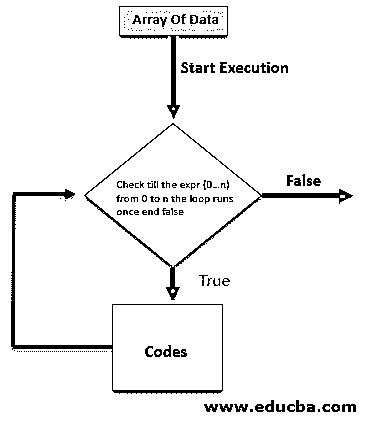 Array Of Data
Start Execution
Check till the expr (0...n)
from 0 to n the loop runs
once end false
False
True
Codes
www.educba.com